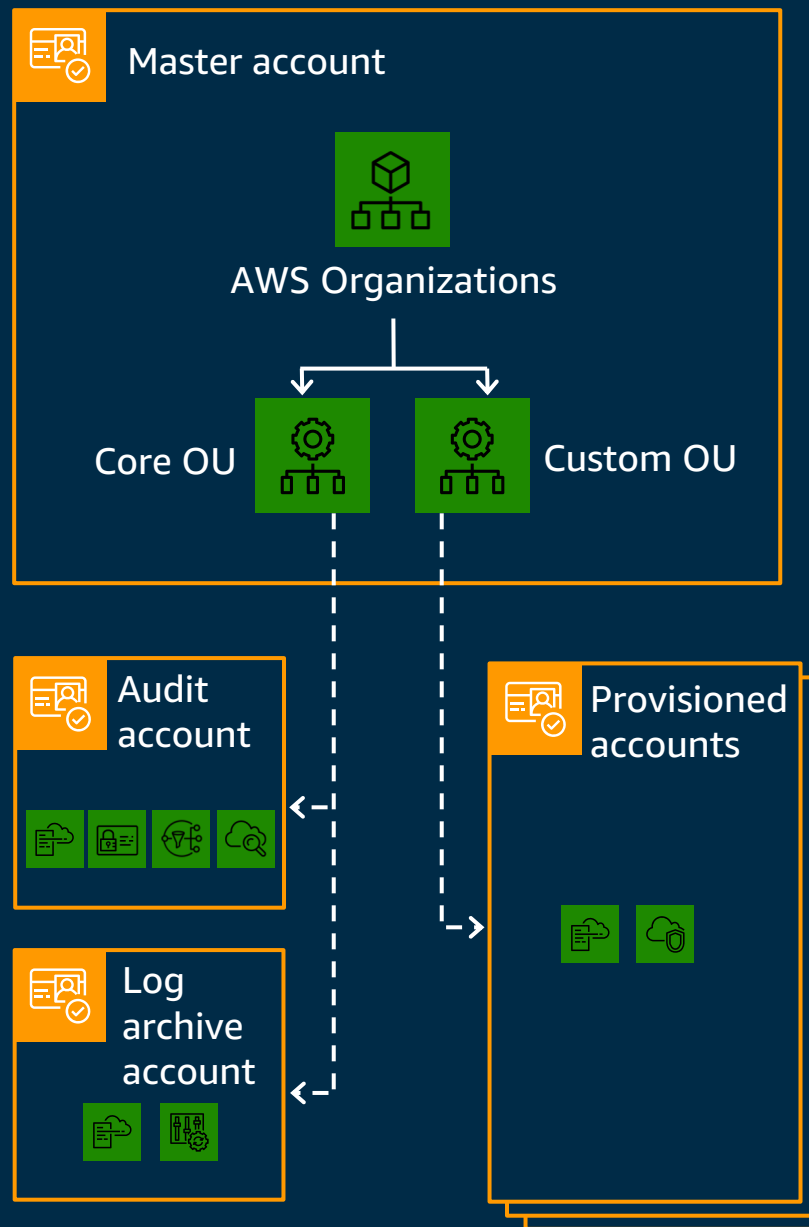 Master account
AWS Organizations
Core OU
Custom OU
Audit
account
Provisioned
accounts
Log
archive
account